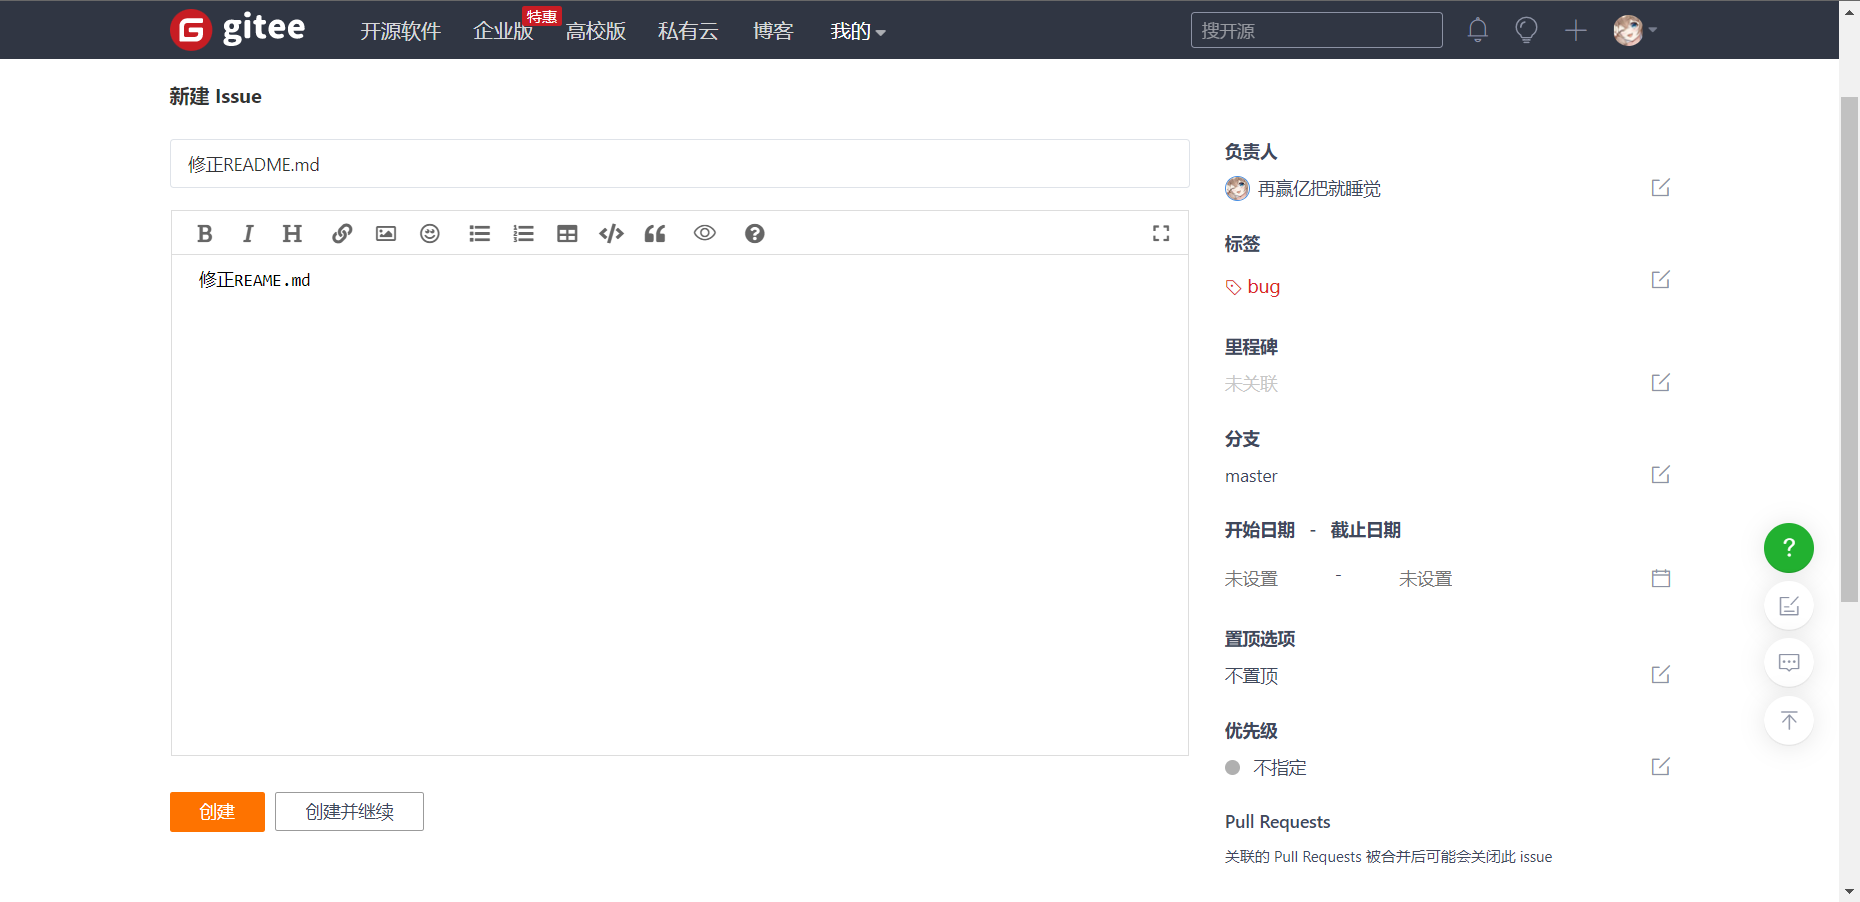 gitee
开源软件 企业版 特惠 高校版 私有云 博客 我的 搜开源
新建 Issue
修正README.md
修正REAME.md
创建 创建并继续
负责人
再赢亿把就睡觉
标签
bug
里程碑
未关联
分支
master
开始日期 - 截止日期
未设置 - 未设置
置顶选项
不置顶
优先级
不指定
Pull Requests
关联的 Pull Requests 被合并后可能会关闭此 issue